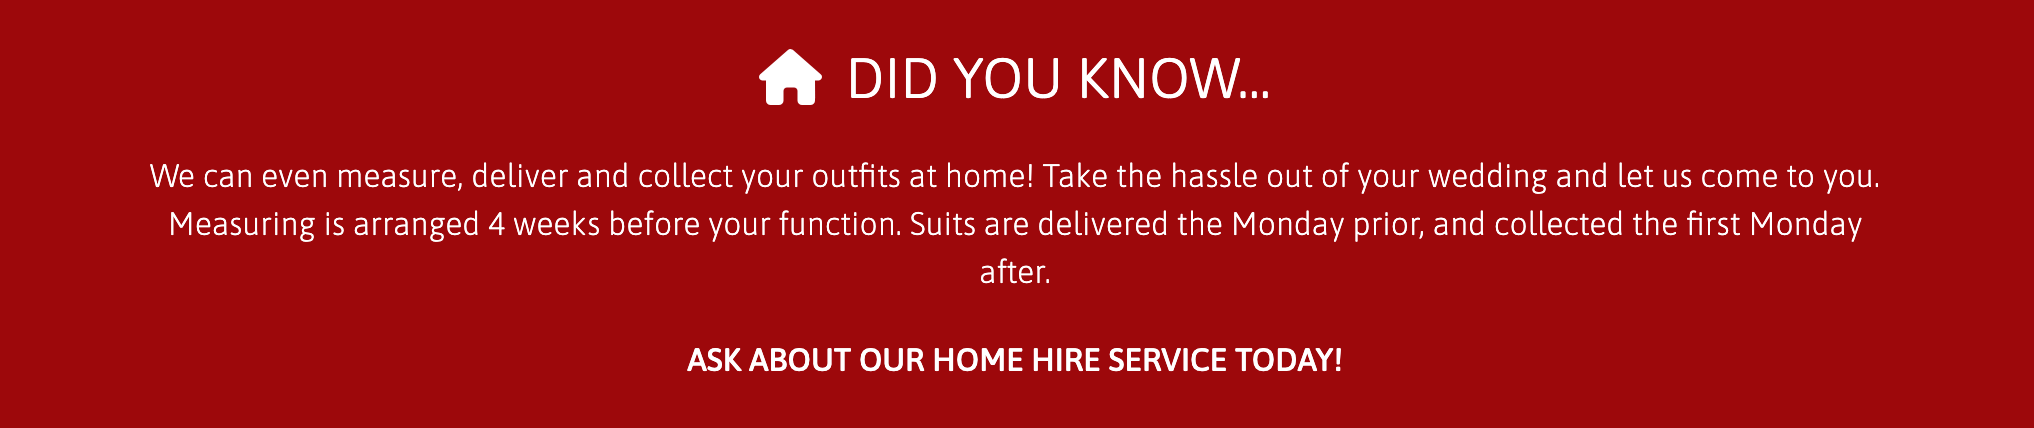 DID YOU KNOW...
We can even measure, deliver and collect your outfits at home! Take the hassle out of your wedding and let us come to you.
Measuring is arranged 4 weeks before your function. Suits are delivered the Monday prior, and collected the first Monday
after.
ASK ABOUT OUR HOME HIRE SERVICE TODAY!